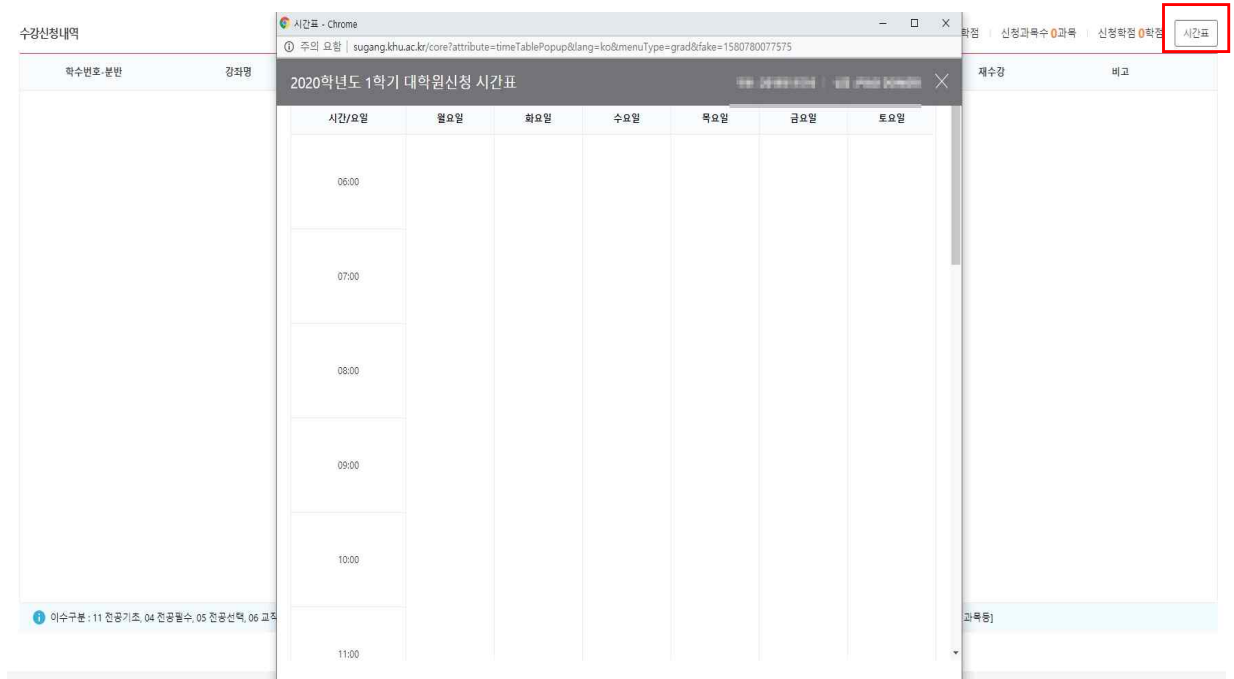 시간표 - Chrome
주의 요함 | sugang.khu.ac.kr/core?attribute=timeTablePopup&lang=ko&menuType=grad&fake=1580780077575
수강신청내역
학점 신청과목수 0과목 신청학점 0학점 시간표
학수번호-분반 강좌명
재수강 비고
2020학년도 1학기 대학원신청 시간표
시간/요일 월요일 화요일 수요일 목요일 금요일 토요일
06:00
07:00
08:00
09:00
10:00
11:00
이수구분 : 11 전공기초, 04 전공필수, 05 전공선택, 06 교직
과목등]